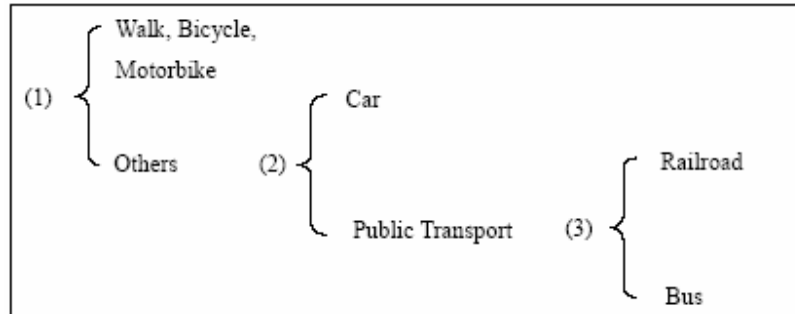 Walk, Bicycle,
Motorbike
(1)
Others
Car
(2)
Public Transport
Railroad
(3)
Bus